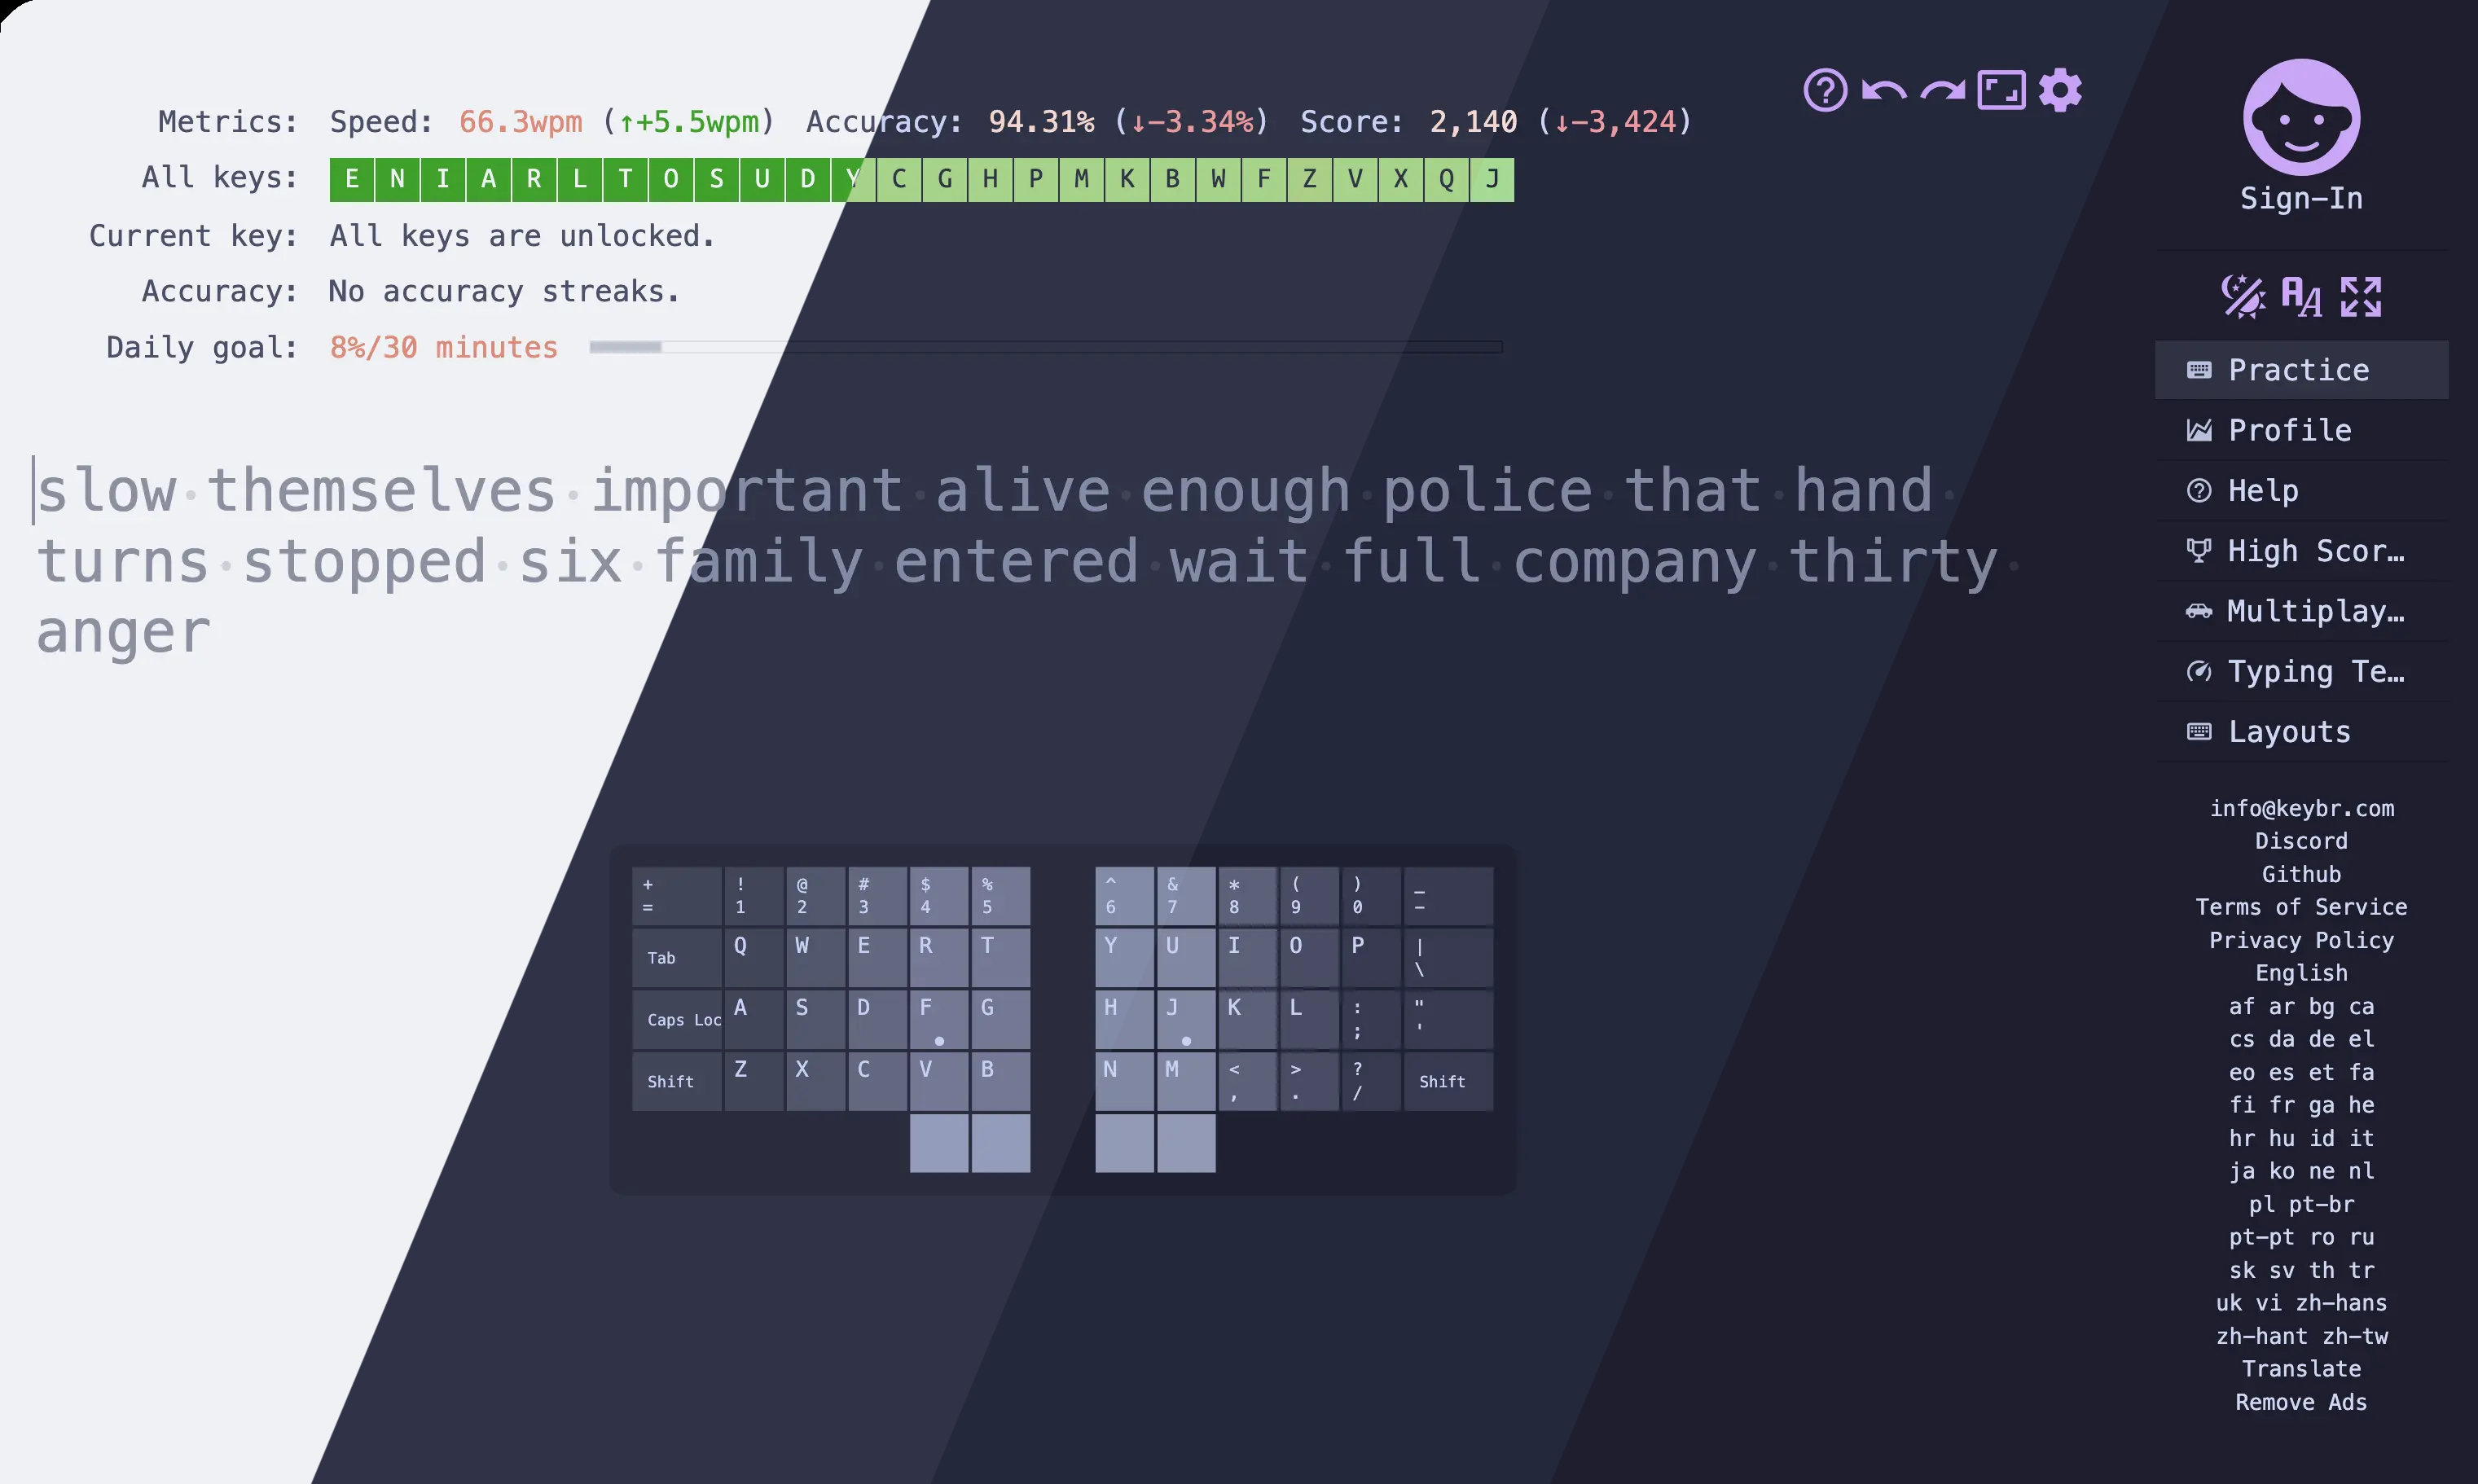 Metrics: Speed: 66.3wpm (↑+5.5wpm) Accuracy: 94.31% (↓−3.34%) Score: 2,140 (↓−3,424)
All keys: E N I A R L T O S U D Y C G H P M K B W F Z V X Q J
Current key: All keys are unlocked.
Accuracy: No accuracy streaks.
Daily goal: 8%/30 minutes
slow·themselves·important·alive·enough·police·that·hand·
turns·stopped·six·family·entered·wait·full·company·thirty·
anger
+ ! @ # $ % ^ & * ( ) _
= 1 2 3 4 5 6 7 8 9 0 -
Tab Q W E R T Y U I O P |
\
Caps Loc A S D F G H J K L : "
; '
Shift Z X C V B N M < > ? Shift
, . /
Sign-In
AA
Practice
Profile
Help
High Scor…
Multiplay…
Typing Te…
Layouts
info@keybr.com
Discord
Github
Terms of Service
Privacy Policy
English
af ar bg ca
cs da de el
eo es et fa
fi fr ga he
hr hu id it
ja ko ne nl
pl pt-br
pt-pt ro ru
sk sv th tr
uk vi zh-hans
zh-hant zh-tw
Translate
Remove Ads